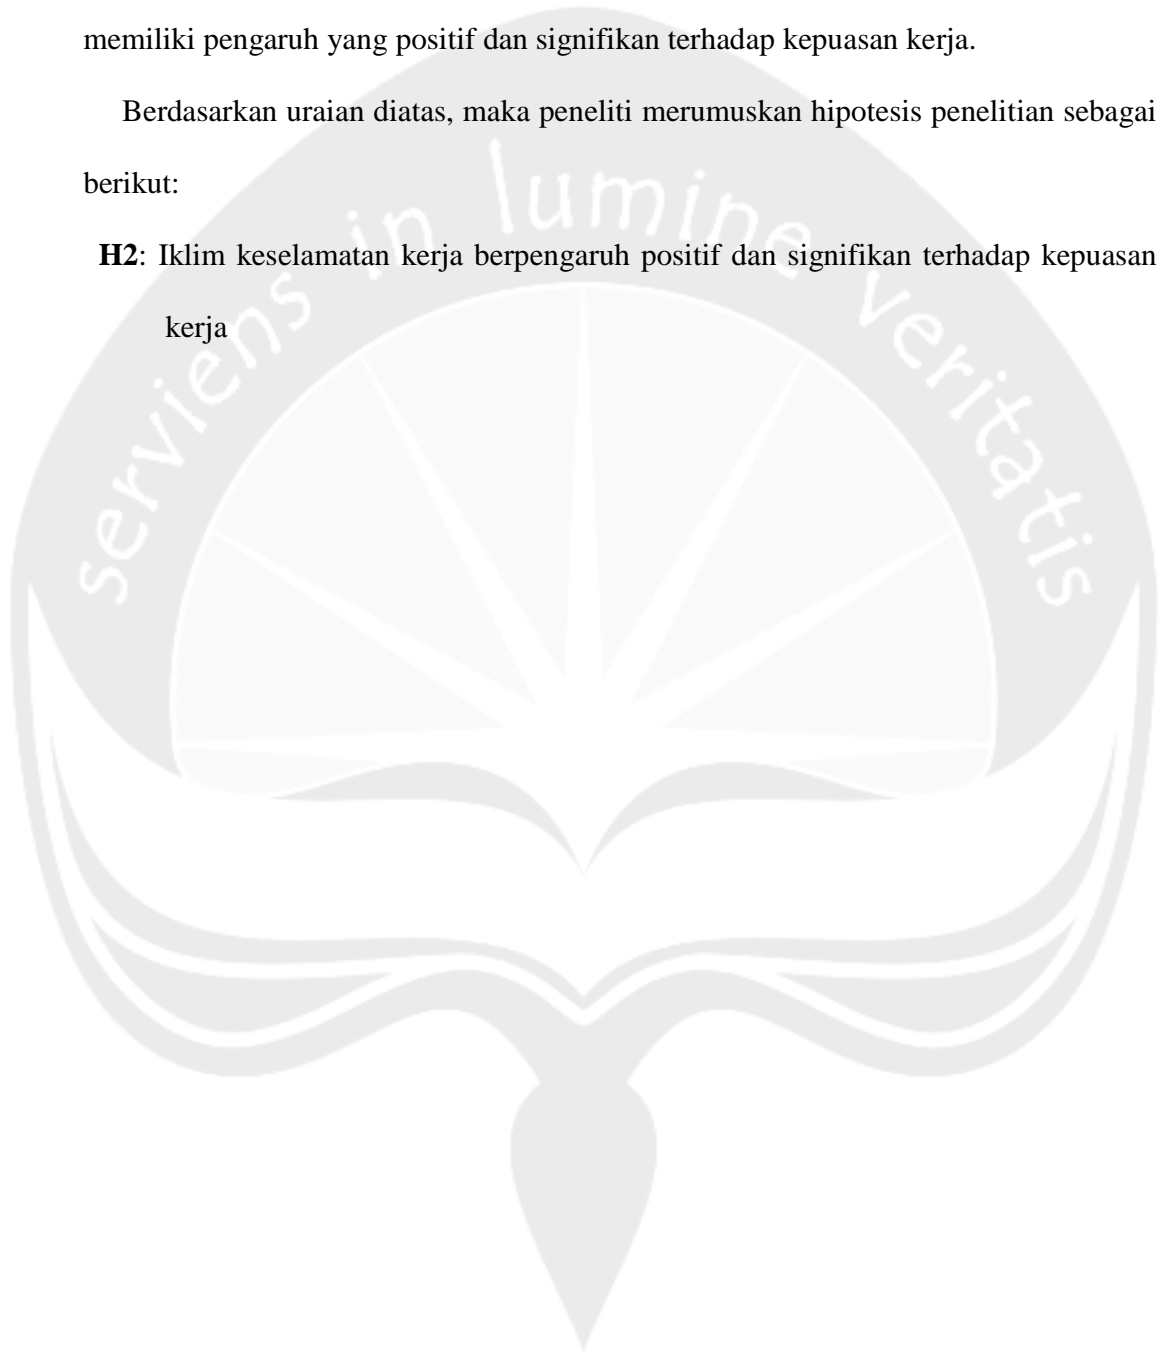 memiliki pengaruh yang positif dan signifikan terhadap kepuasan kerja.
Berdasarkan uraian diatas, maka peneliti merumuskan hipotesis penelitian sebagai
berikut:
H2: Iklim keselamatan kerja berpengaruh positif dan signifikan terhadap kepuasan
kerja
serviens in lumine veritatis